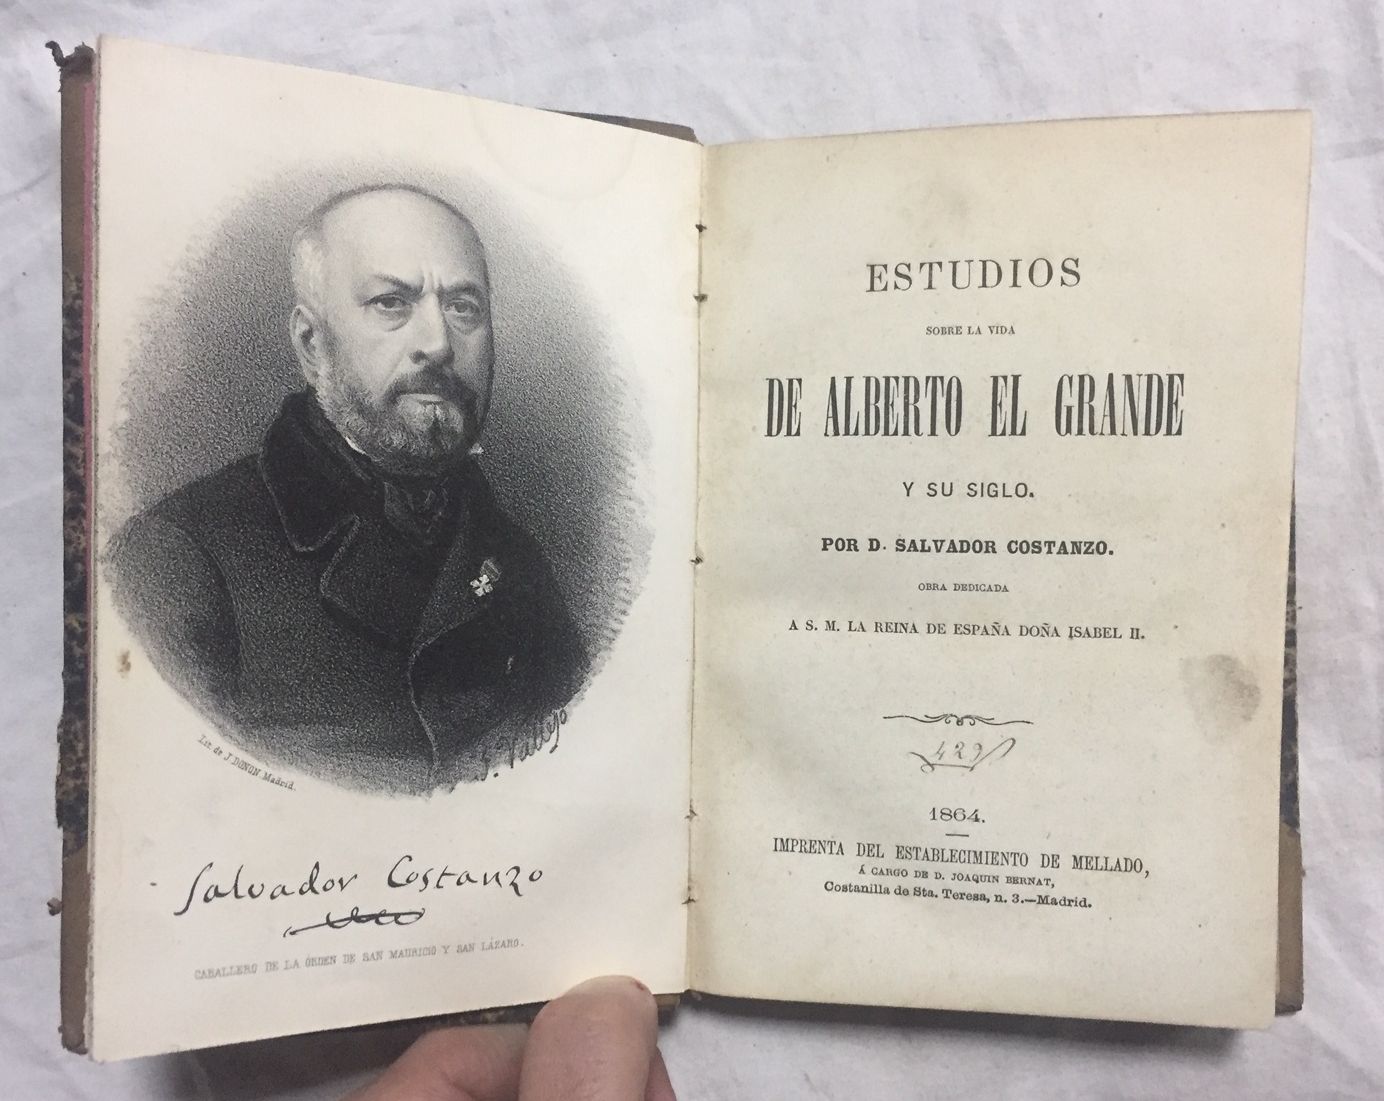 Lit. de J. DONON. Madrid.
J. Vallejo
Salvador Costanzo
CABALLERO DE LA ÓRDEN DE SAN MAURICIO Y SAN LÁZARO.
ESTUDIOS
SOBRE LA VIDA
DE ALBERTO EL GRANDE
Y SU SIGLO.
POR D. SALVADOR COSTANZO.
OBRA DEDICADA
A S. M. LA REINA DE ESPAÑA DOÑA ISABEL II.
429
1864.
IMPRENTA DEL ESTABLECIMIENTO DE MELLADO,
Á CARGO DE D. JOAQUIN BERNAT,
Costanilla de Sta. Teresa, n. 3.—Madrid.